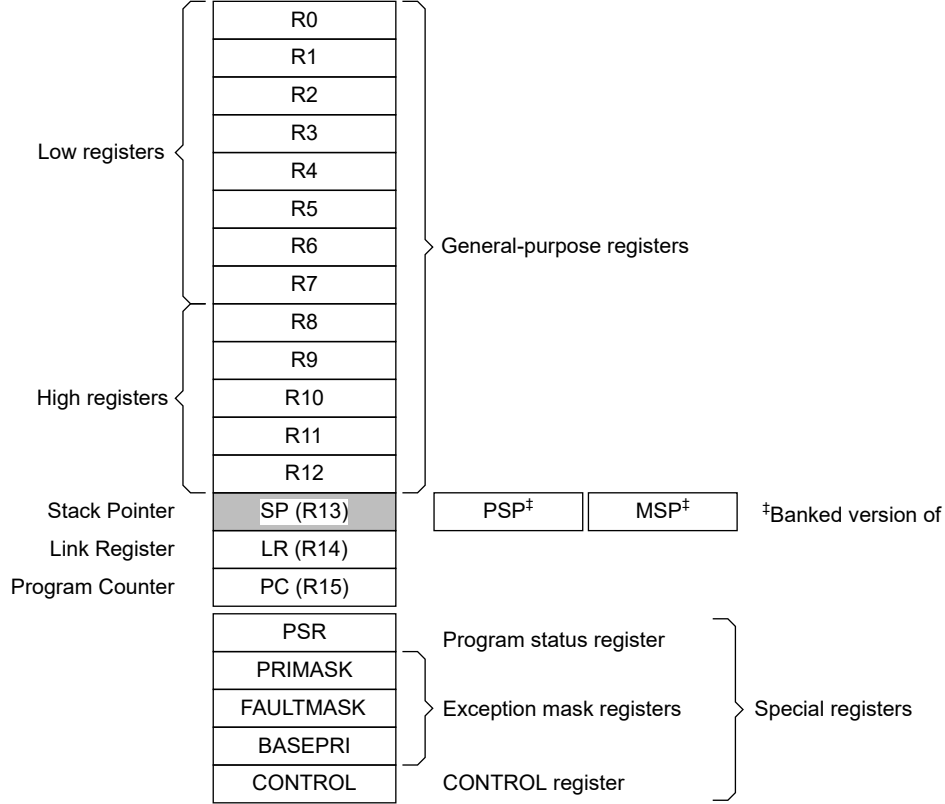 R0
R1
R2
R3
Low registers
R4
R5
R6
General-purpose registers
R7
R8
R9
High registers
R10
R11
R12
Stack Pointer SP (R13) PSP‡ MSP‡ ‡Banked version of
Link Register LR (R14)
Program Counter PC (R15)
PSR Program status register
PRIMASK
FAULTMASK Exception mask registers Special registers
BASEPRI
CONTROL CONTROL register